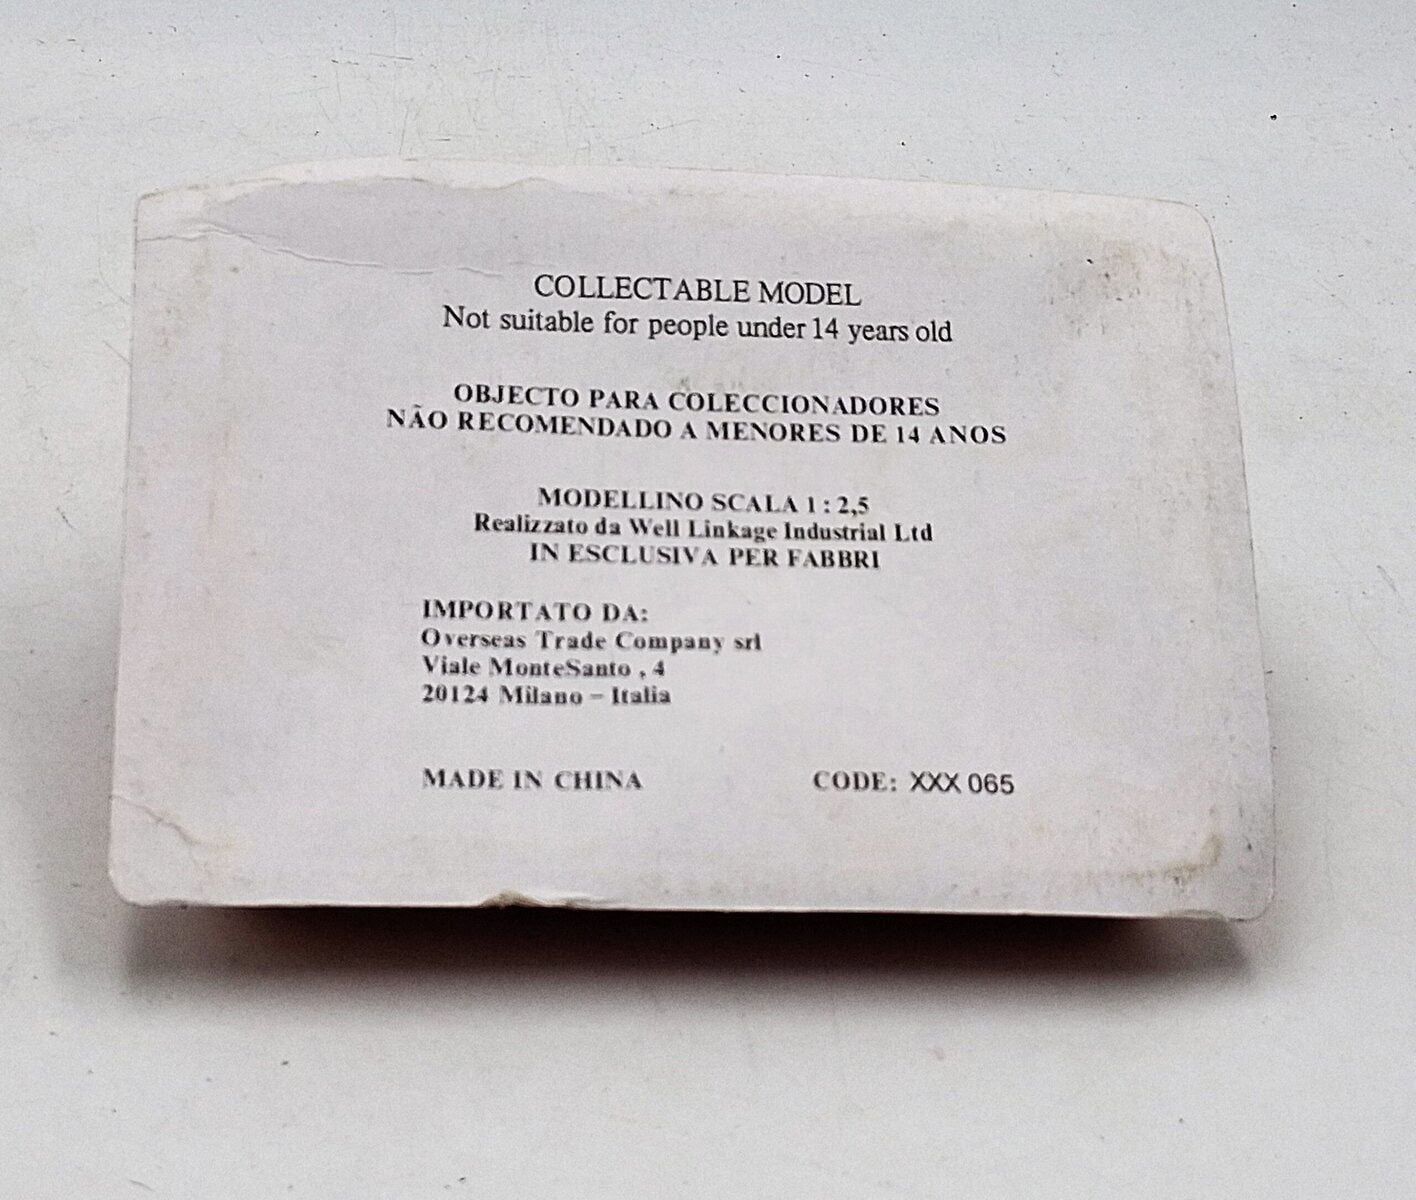 COLLECTABLE MODEL
Not suitable for people under 14 years old
OBJECTO PARA COLECCIONADORES
NÃO RECOMENDADO A MENORES DE 14 ANOS
MODELLINO SCALA 1 : 2,5
Realizzato da Well Linkage Industrial Ltd
IN ESCLUSIVA PER FABBRI
IMPORTATO DA:
Overseas Trade Company srl
Viale MonteSanto , 4
20124 Milano – Italia
MADE IN CHINA CODE: XXX 065